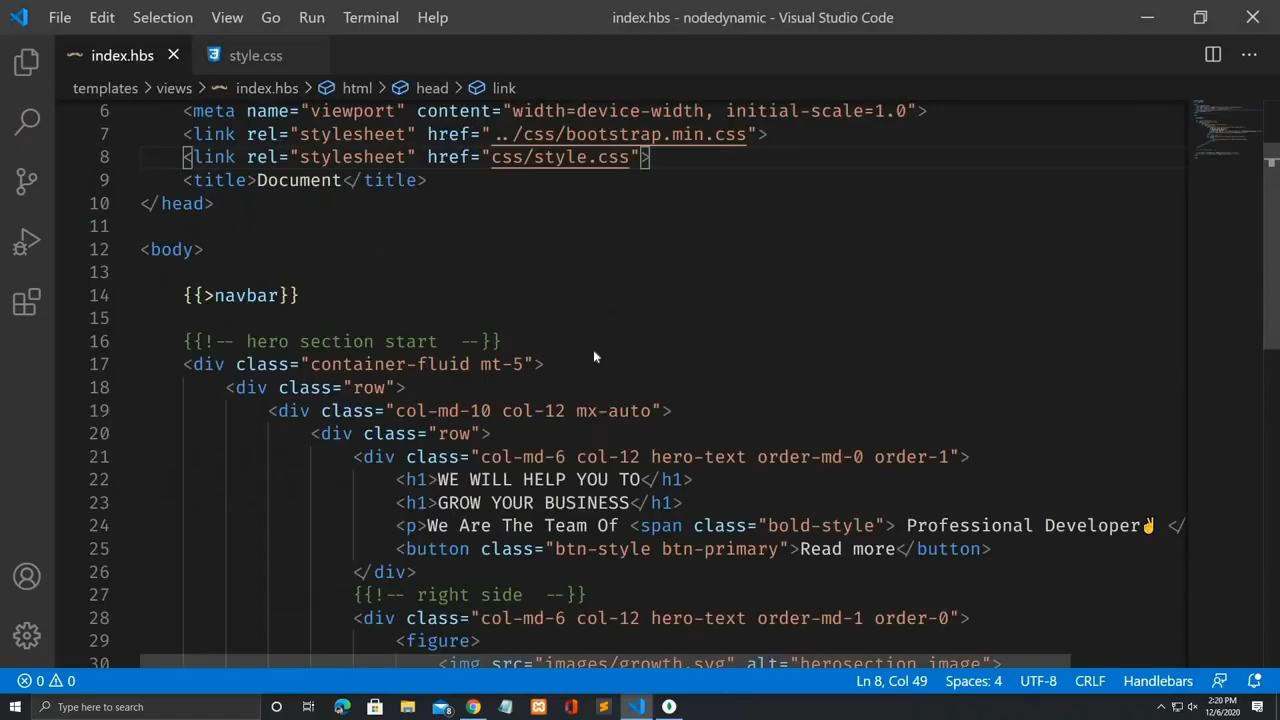 File Edit Selection View Go Run Terminal Help index.hbs - nodedynamic - Visual Studio Code
index.hbs style.css
templates > views > index.hbs > html > head > link
6 <meta name="viewport" content="width=device-width, initial-scale=1.0">
7 <link rel="stylesheet" href="../css/bootstrap.min.css">
8 <link rel="stylesheet" href="css/style.css">
9 <title>Document</title>
10 </head>
11
12 <body>
13
14 {{>navbar}}
15
16 {{!-- hero section start --}}
17 <div class="container-fluid mt-5">
18 <div class="row">
19 <div class="col-md-10 col-12 mx-auto">
20 <div class="row">
21 <div class="col-md-6 col-12 hero-text order-md-0 order-1">
22 <h1>WE WILL HELP YOU TO</h1>
23 <h1>GROW YOUR BUSINESS</h1>
24 <p>We Are The Team Of <span class="bold-style"> Professional Developer✌ </
25 <button class="btn-style btn-primary">Read more</button>
26 </div>
27 {{!-- right side --}}
28 <div class="col-md-6 col-12 hero-text order-md-1 order-0">
29 <figure>
30 <img src="images/growth.svg" alt="herosection image">
0 0 Ln 8, Col 49 Spaces: 4 UTF-8 CRLF Handlebars
Type here to search 8 2:20 PM
12/6/2020